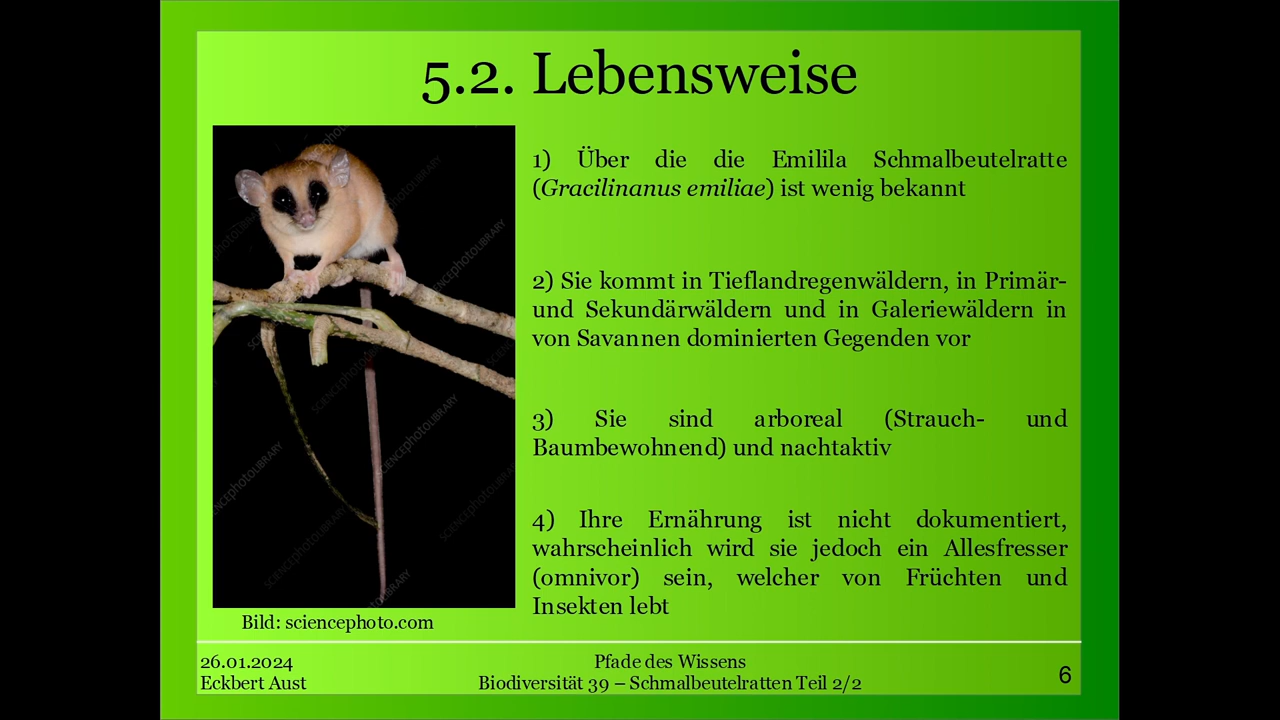 5.2. Lebensweise
1) Über die die Emilila Schmalbeutelratte
(Gracilinanus emiliae) ist wenig bekannt
2) Sie kommt in Tieflandregenwäldern, in Primär-
und Sekundärwäldern und in Galeriewäldern in
von Savannen dominierten Gegenden vor
3) Sie sind arboreal (Strauch- und
Baumbewohnend) und nachtaktiv
4) Ihre Ernährung ist nicht dokumentiert,
wahrscheinlich wird sie jedoch ein Allesfresser
(omnivor) sein, welcher von Früchten und
Insekten lebt
SCIENCEphotoLIBRARY
SCIENCEphotoLIBRARY
SCIENCEphotoLIBRARY
Bild: sciencephoto.com
26.01.2024
Eckbert Aust
Pfade des Wissens
Biodiversität 39 – Schmalbeutelratten Teil 2/2
6